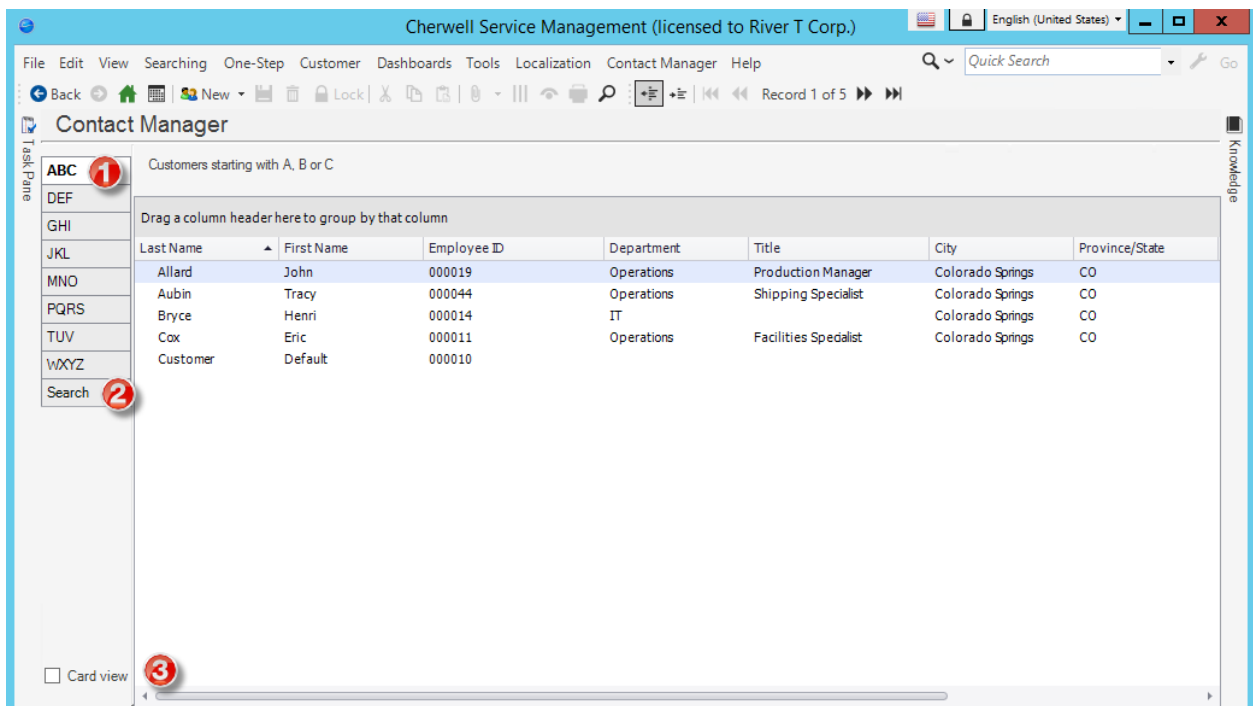 Cherwell Service Management (licensed to River T Corp.) English (United States)
File Edit View Searching One-Step Customer Dashboards Tools Localization Contact Manager Help Quick Search Go
Back New Lock Record 1 of 5
Contact Manager
Task Pane
Knowledge
ABC 1 Customers starting with A, B or C
DEF
GHI Drag a column header here to group by that column
JKL Last Name First Name Employee ID Department Title City Province/State
Allard John 000019 Operations Production Manager Colorado Springs CO
MNO
Aubin Tracy 000044 Operations Shipping Specialist Colorado Springs CO
PQRS Bryce Henri 000014 IT Colorado Springs CO
TUV Cox Eric 000011 Operations Facilities Specialist Colorado Springs CO
WXYZ Customer Default 000010
Search 2
Card view 3